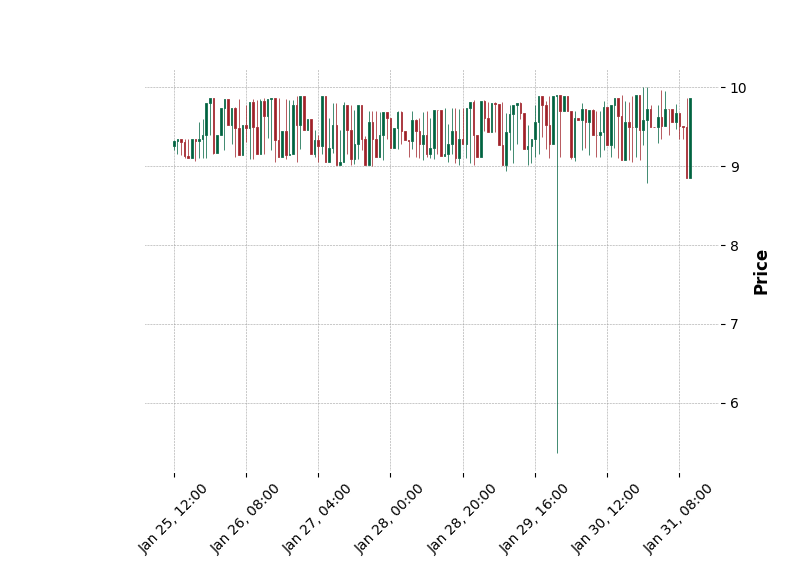 10
9
8
7
6
Price
Jan 25, 12:00
Jan 26, 08:00
Jan 27, 04:00
Jan 28, 00:00
Jan 28, 20:00
Jan 29, 16:00
Jan 30, 12:00
Jan 31, 08:00